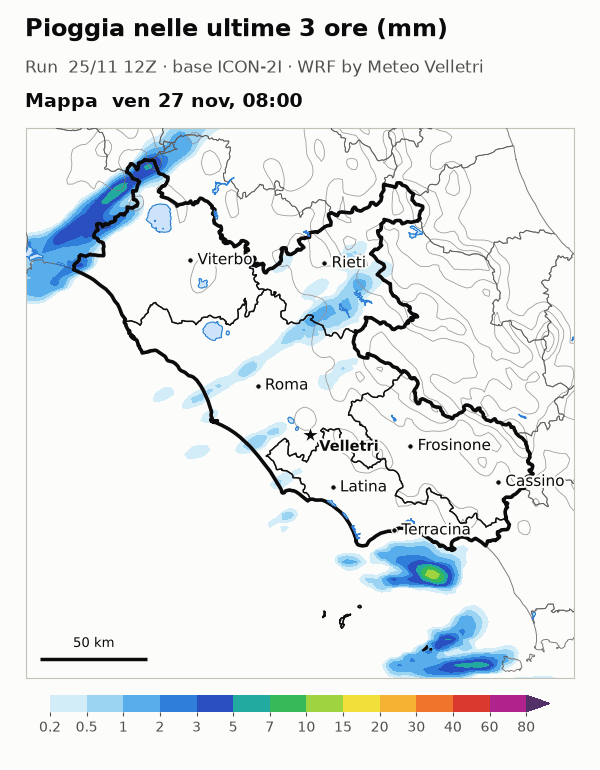 Pioggia nelle ultime 3 ore (mm)
Run  25/11 12Z · base ICON-2I · WRF by Meteo Velletri
Mappa  ven 27 nov, 08:00
Viterbo
Rieti
Roma
Velletri
Frosinone
Cassino
Latina
Terracina
50 km
0.2 0.5 1 2 3 5 7 10 15 20 30 40 60 80